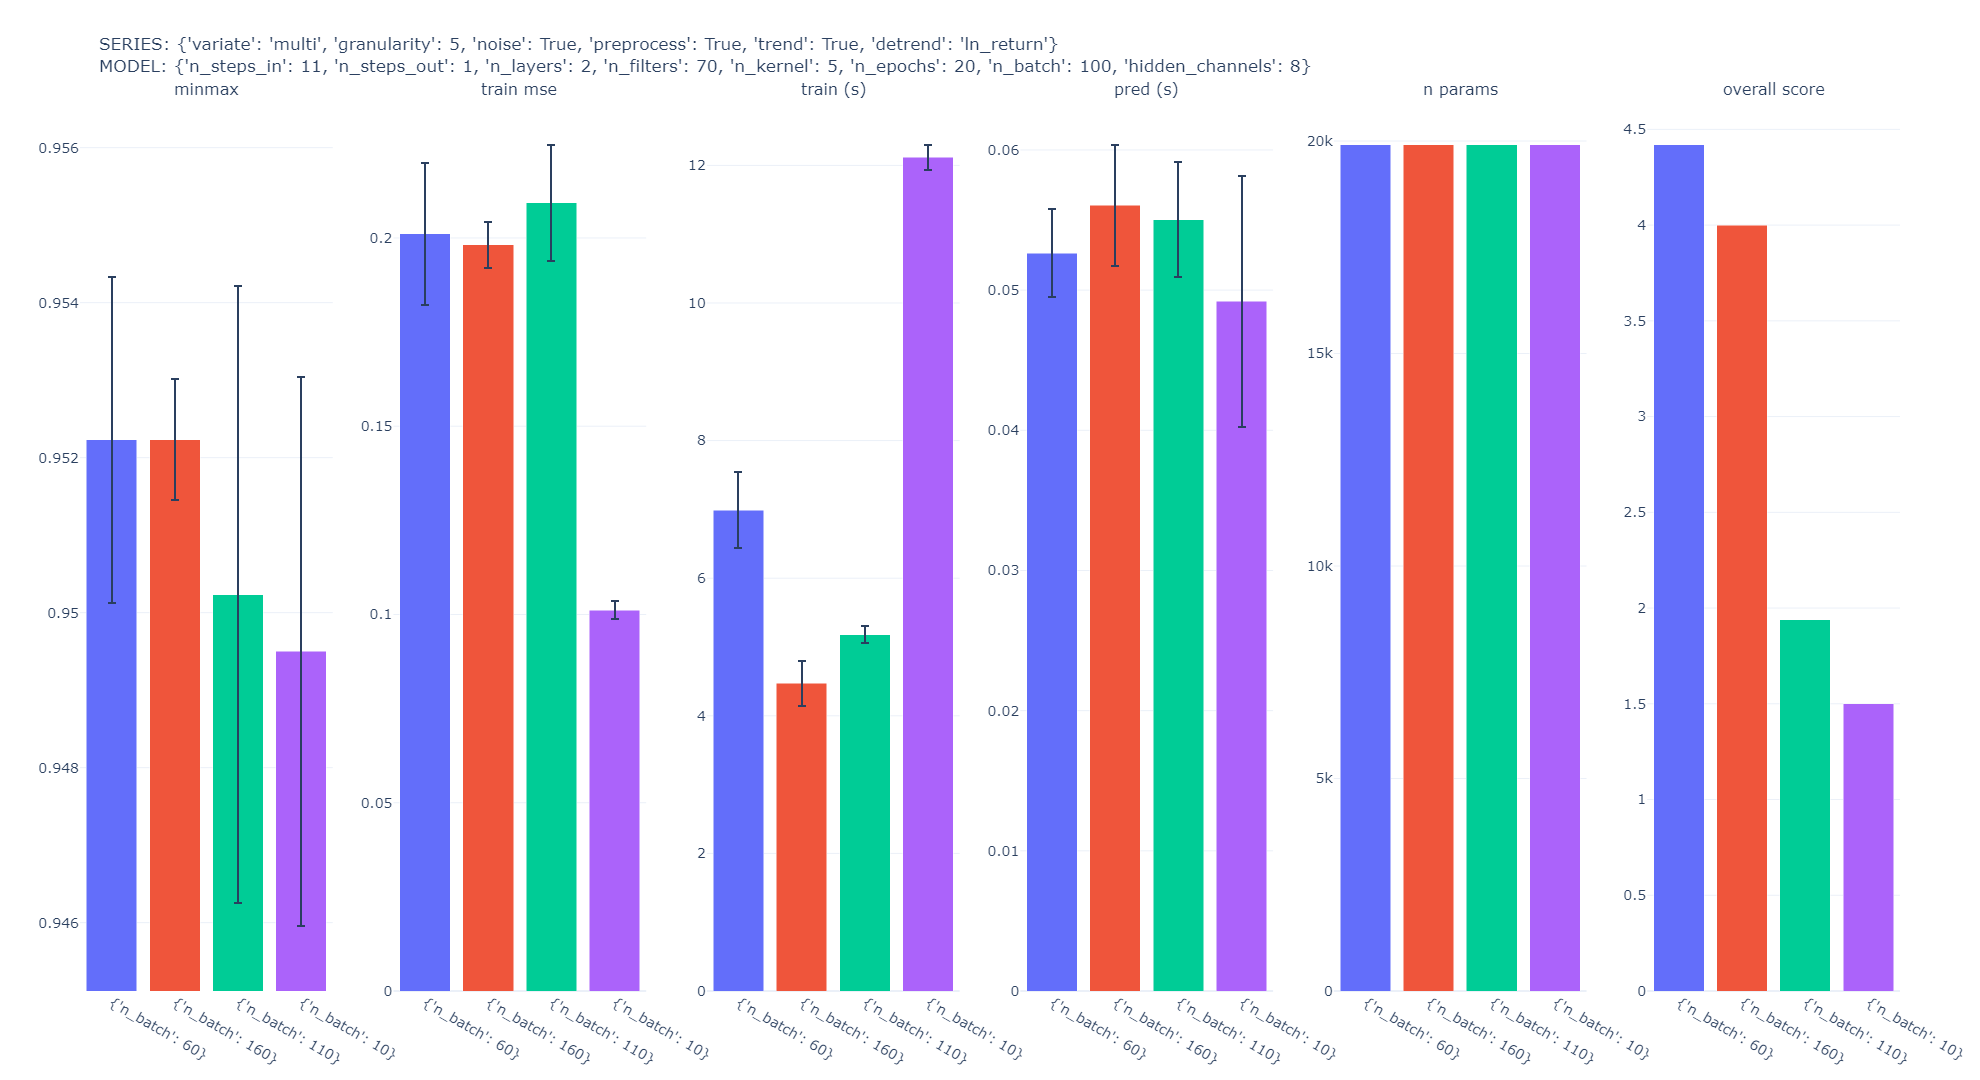 SERIES: {'variate': 'multi', 'granularity': 5, 'noise': True, 'preprocess': True, 'trend': True, 'detrend': 'ln_return'}
MODEL: {'n_steps_in': 11, 'n_steps_out': 1, 'n_layers': 2, 'n_filters': 70, 'n_kernel': 5, 'n_epochs': 20, 'n_batch': 100, 'hidden_channels': 8}
minmax
0.956
0.954
0.952
0.95
0.948
0.946
{'n_batch': 60}
{'n_batch': 160}
{'n_batch': 110}
{'n_batch': 10}
train mse
0.2
0.15
0.1
0.05
0
{'n_batch': 60}
{'n_batch': 160}
{'n_batch': 110}
{'n_batch': 10}
train (s)
12
10
8
6
4
2
0
{'n_batch': 60}
{'n_batch': 160}
{'n_batch': 110}
{'n_batch': 10}
pred (s)
0.06
0.05
0.04
0.03
0.02
0.01
0
{'n_batch': 60}
{'n_batch': 160}
{'n_batch': 110}
{'n_batch': 10}
n params
20k
15k
10k
5k
0
{'n_batch': 60}
{'n_batch': 160}
{'n_batch': 110}
{'n_batch': 10}
overall score
4.5
4
3.5
3
2.5
2
1.5
1
0.5
0
{'n_batch': 60}
{'n_batch': 160}
{'n_batch': 110}
{'n_batch': 10}